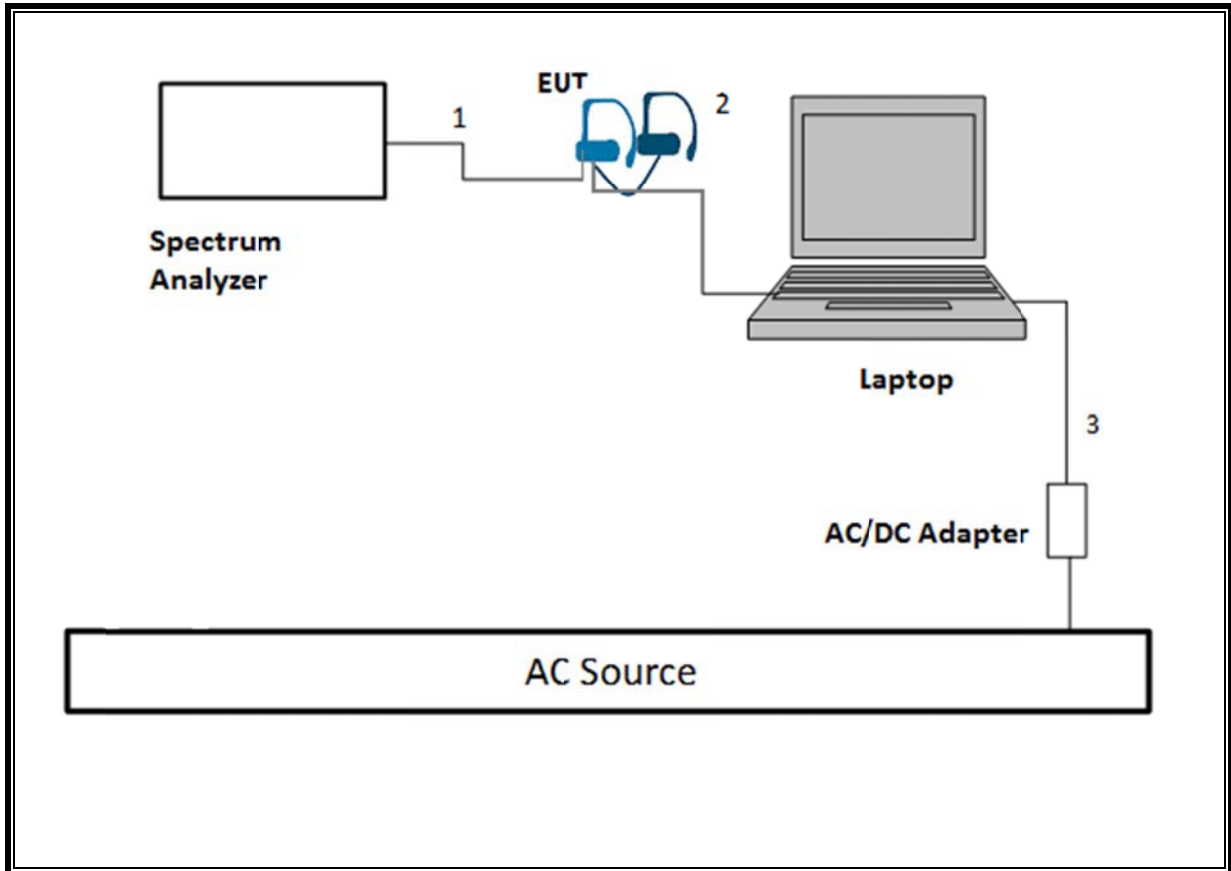 EUT
1
2
Spectrum
Analyzer
Laptop
3
AC/DC Adapter
AC Source